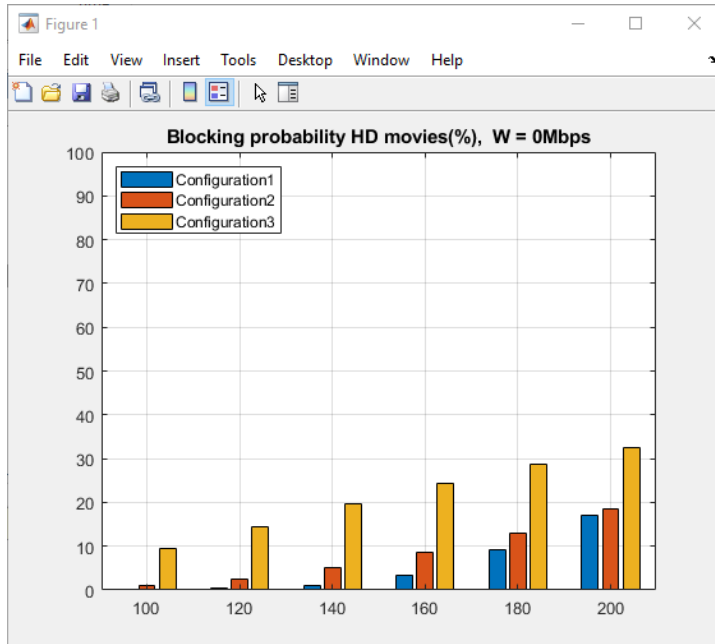 Figure 1
File Edit View Insert Tools Desktop Window Help
Blocking probability HD movies(%),  W = 0Mbps
100
90
80
70
60
50
40
30
20
10
0
Configuration1
Configuration2
Configuration3
100 120 140 160 180 200